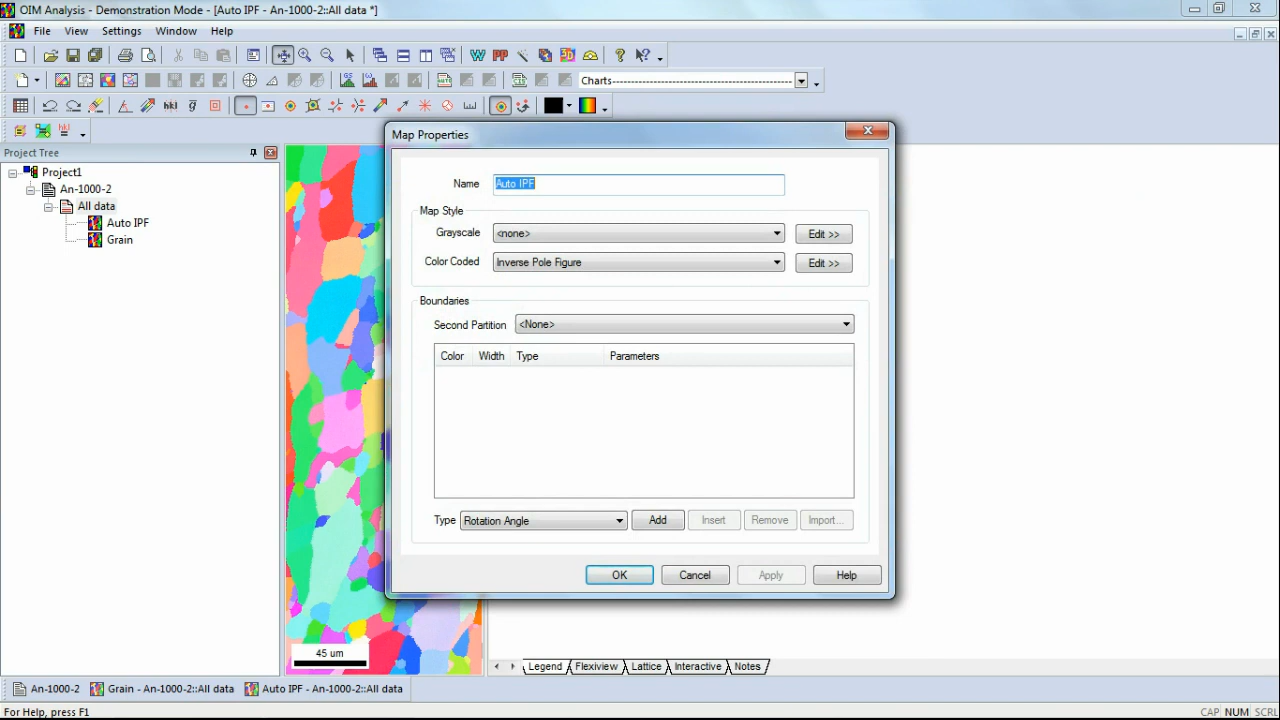 OIM Analysis - Demonstration Mode - [Auto IPF - An-1000-2::All data *]
File View Settings Window Help
Charts----------------------------------------------
hkl
hkl
Project Tree
Project1
An-1000-2
All data
Auto IPF
Grain
Map Properties
Name Auto IPF
Map Style
Grayscale <none> Edit >>
Color Coded Inverse Pole Figure Edit >>
Boundaries
Second Partition <None>
Color Width Type Parameters
Type Rotation Angle Add Insert Remove Import...
OK Cancel Apply Help
45 um
Legend Flexiview Lattice Interactive Notes
An-1000-2 Grain - An-1000-2::All data Auto IPF - An-1000-2::All data
For Help, press F1 CAP NUM SCRL